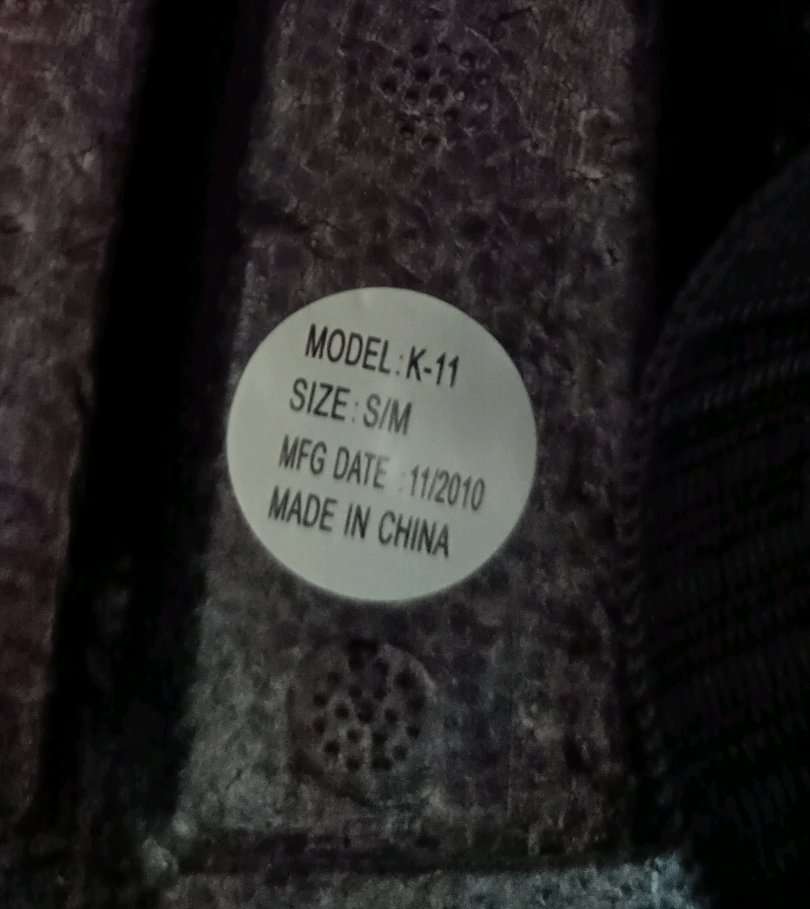 MODEL: K-11
SIZE: S/M
MFG DATE :11/2010
MADE IN CHINA